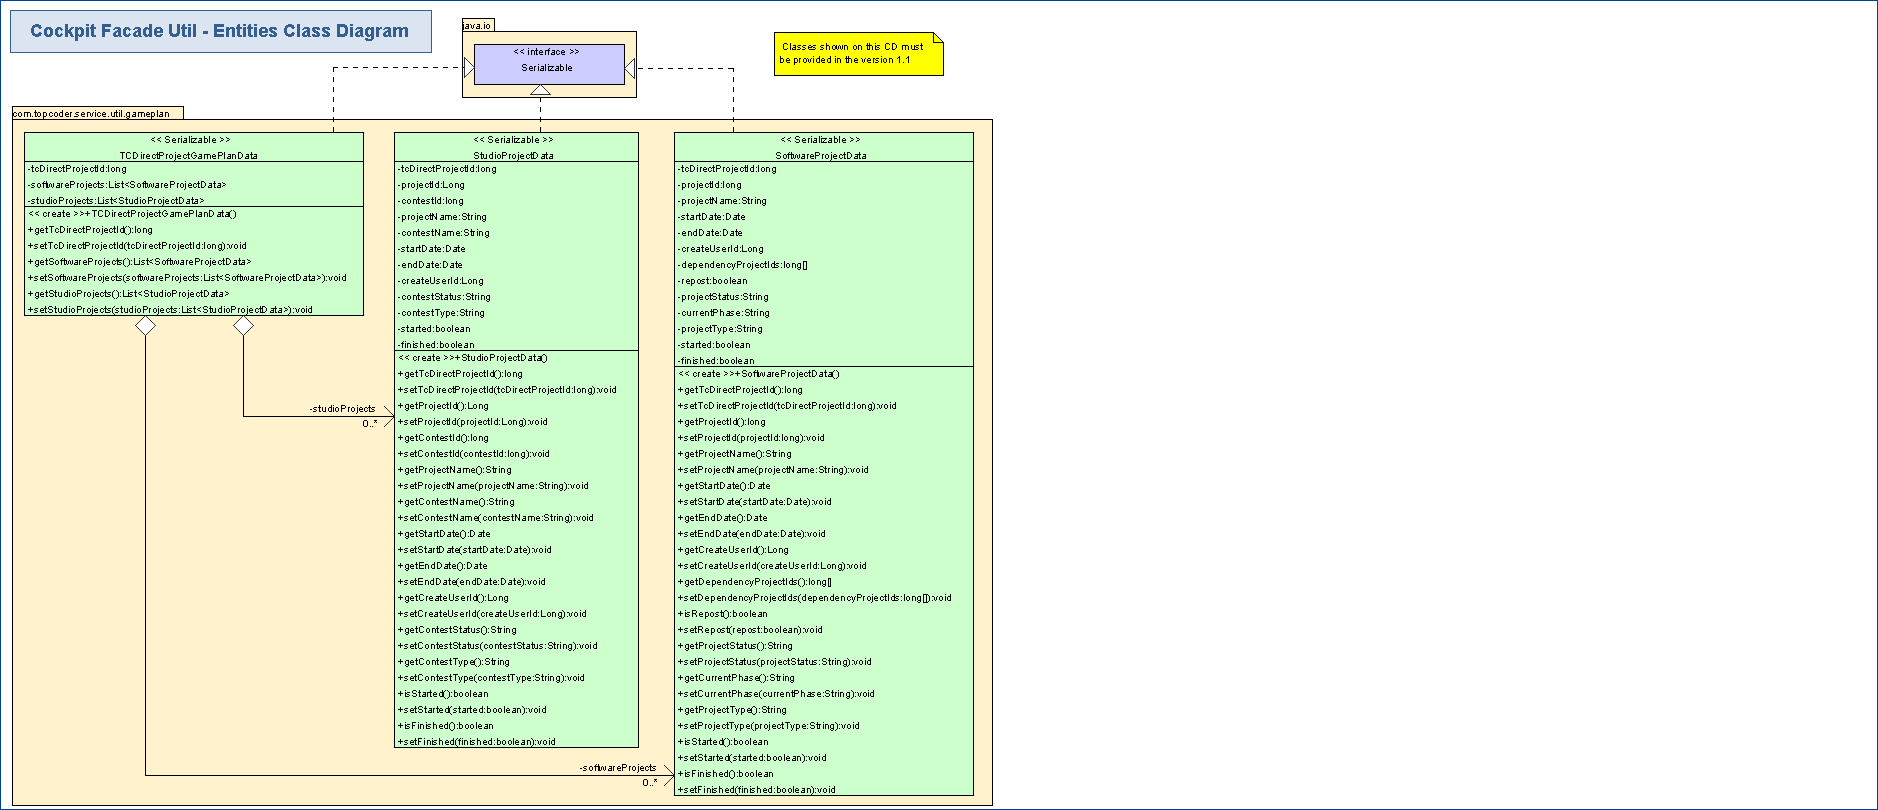 Cockpit Facade Util - Entities Class Diagram
java.io
<< interface >>
Serializable
Classes shown on this CD must
be provided in the version 1.1
com.topcoder.service.util.gameplan
<< Serializable >>
TCDirectProjectGamePlanData
-tcDirectProjectId:long
-softwareProjects:List<SoftwareProjectData>
-studioProjects:List<StudioProjectData>
<< create >>+TCDirectProjectGamePlanData()
+getTcDirectProjectId():long
+setTcDirectProjectId(tcDirectProjectId:long):void
+getSoftwareProjects():List<SoftwareProjectData>
+setSoftwareProjects(softwareProjects:List<SoftwareProjectData>):void
+getStudioProjects():List<StudioProjectData>
+setStudioProjects(studioProjects:List<StudioProjectData>):void
-studioProjects
0..*
-softwareProjects
0..*
<< Serializable >>
StudioProjectData
-tcDirectProjectId:long
-projectId:Long
-contestId:long
-projectName:String
-contestName:String
-startDate:Date
-endDate:Date
-createUserId:Long
-contestStatus:String
-contestType:String
-started:boolean
-finished:boolean
<< create >>+StudioProjectData()
+getTcDirectProjectId():long
+setTcDirectProjectId(tcDirectProjectId:long):void
+getProjectId():Long
+setProjectId(projectId:Long):void
+getContestId():long
+setContestId(contestId:long):void
+getProjectName():String
+setProjectName(projectName:String):void
+getContestName():String
+setContestName(contestName:String):void
+getStartDate():Date
+setStartDate(startDate:Date):void
+getEndDate():Date
+setEndDate(endDate:Date):void
+getCreateUserId():Long
+setCreateUserId(createUserId:Long):void
+getContestStatus():String
+setContestStatus(contestStatus:String):void
+getContestType():String
+setContestType(contestType:String):void
+isStarted():boolean
+setStarted(started:boolean):void
+isFinished():boolean
+setFinished(finished:boolean):void
<< Serializable >>
SoftwareProjectData
-tcDirectProjectId:long
-projectId:long
-projectName:String
-startDate:Date
-endDate:Date
-createUserId:Long
-dependencyProjectIds:long[]
-repost:boolean
-projectStatus:String
-currentPhase:String
-projectType:String
-started:boolean
-finished:boolean
<< create >>+SoftwareProjectData()
+getTcDirectProjectId():long
+setTcDirectProjectId(tcDirectProjectId:long):void
+getProjectId():long
+setProjectId(projectId:long):void
+getProjectName():String
+setProjectName(projectName:String):void
+getStartDate():Date
+setStartDate(startDate:Date):void
+getEndDate():Date
+setEndDate(endDate:Date):void
+getCreateUserId():Long
+setCreateUserId(createUserId:Long):void
+getDependencyProjectIds():long[]
+setDependencyProjectIds(dependencyProjectIds:long[]):void
+isRepost():boolean
+setRepost(repost:boolean):void
+getProjectStatus():String
+setProjectStatus(projectStatus:String):void
+getCurrentPhase():String
+setCurrentPhase(currentPhase:String):void
+getProjectType():String
+setProjectType(projectType:String):void
+isStarted():boolean
+setStarted(started:boolean):void
+isFinished():boolean
+setFinished(finished:boolean):void